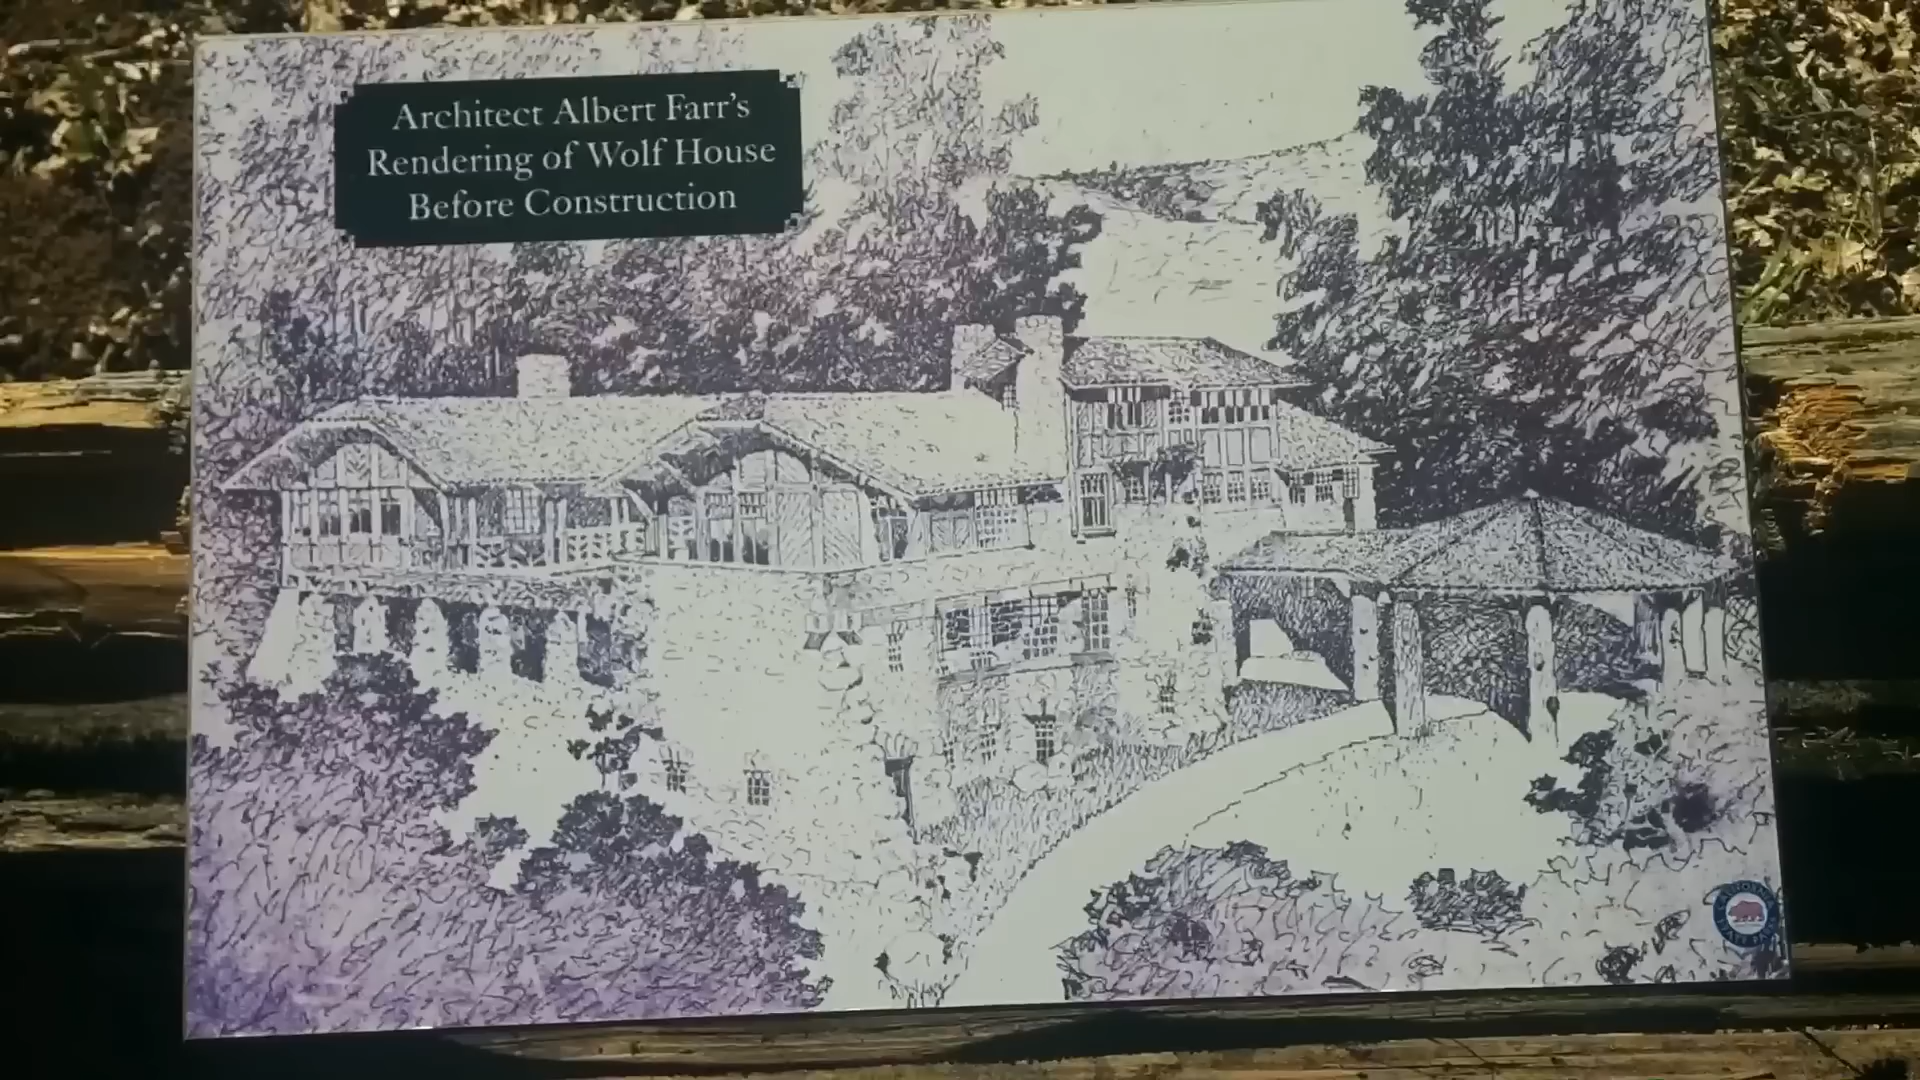 Architect Albert Farr's
Rendering of Wolf House
Before Construction